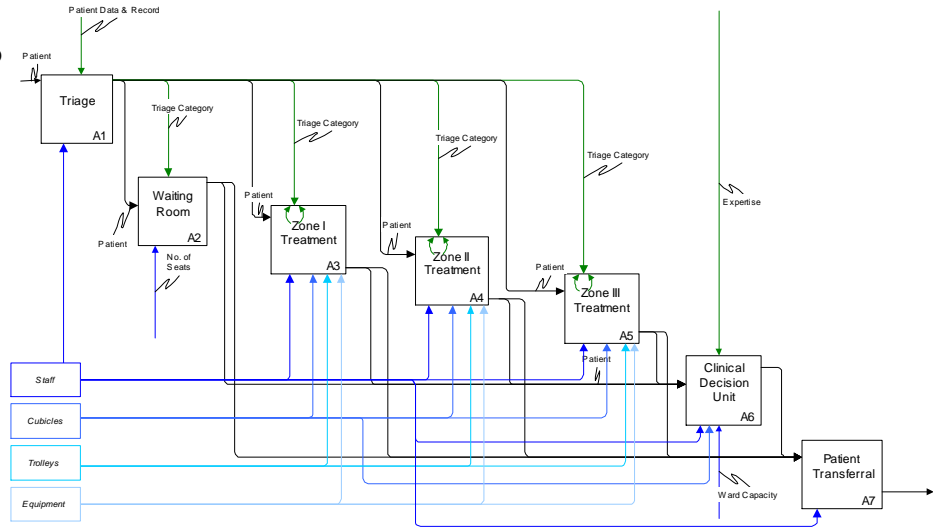 Patient Data & Record
Patient
Triage
A1
Triage Category
Triage Category
Triage Category
Triage Category
Waiting
Room
A2
Patient
No. of
Seats
Patient
Zone I
Treatment
A3
Patient
Zone II
Treatment
A4
Patient
Zone III
Treatment
A5
Patient
Expertise
Clinical
Decision
Unit
A6
Ward Capacity
Patient
Transferral
A7
Staff
Cubicles
Trolleys
Equipment